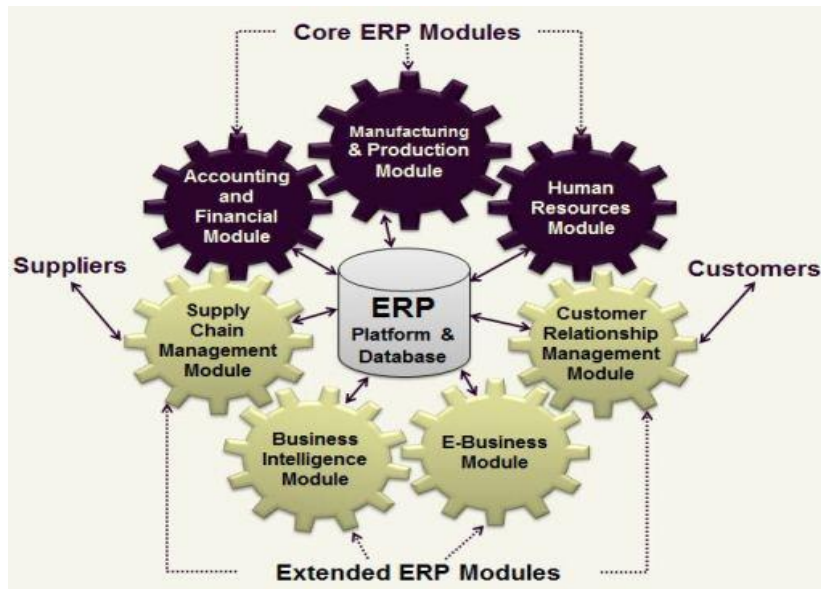 Core ERP Modules
Manufacturing
& Production
Module
Accounting
and
Financial
Module
Human
Resources
Module
Suppliers
Customers
ERP
Platform &
Database
Supply
Chain
Management
Module
Customer
Relationship
Management
Module
Business
Intelligence
Module
E-Business
Module
Extended ERP Modules